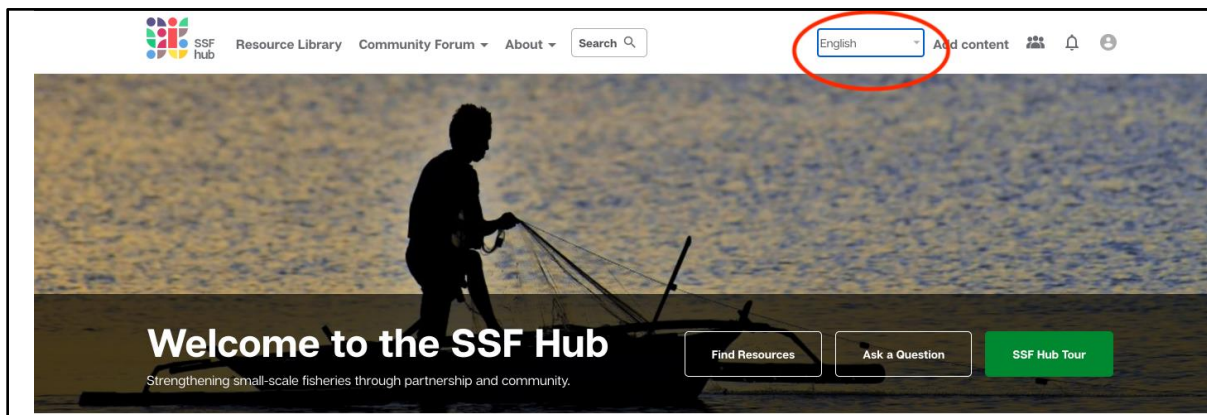 SSF
hub
Resource Library Community Forum About Search English Add content
Welcome to the SSF Hub
Strengthening small-scale fisheries through partnership and community.
Find Resources Ask a Question SSF Hub Tour